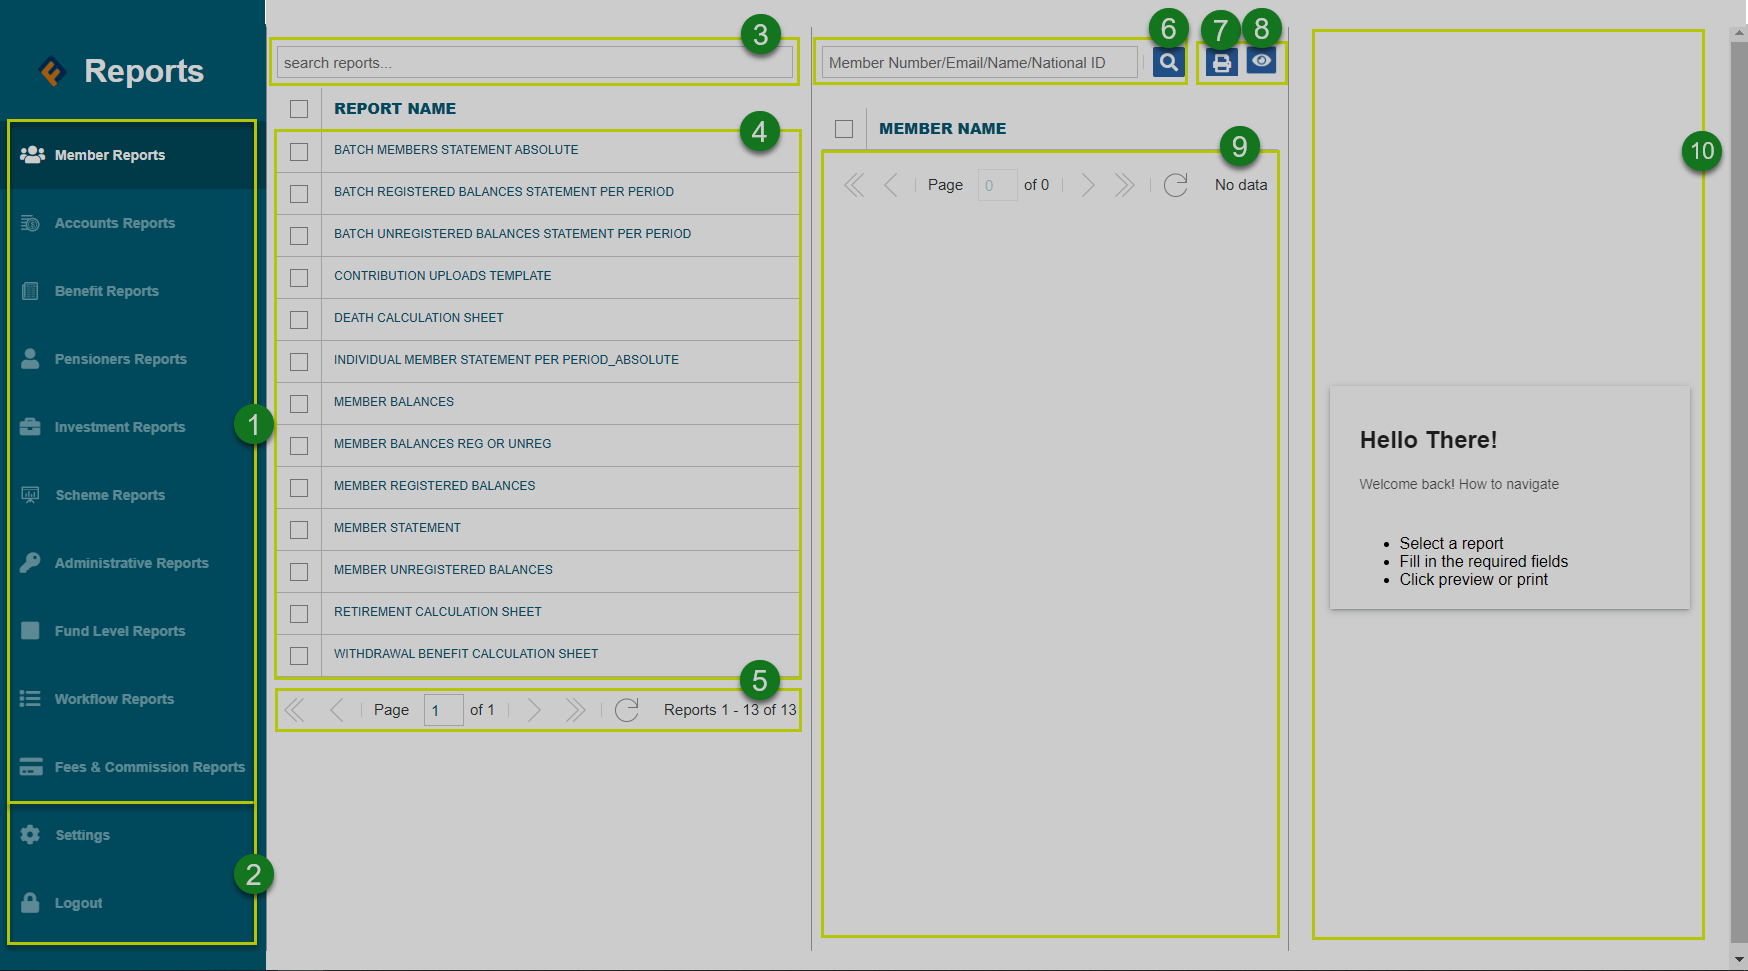 Reports
Member Reports
Accounts Reports
Benefit Reports
Pensioners Reports
Investment Reports
Scheme Reports
Administrative Reports
Fund Level Reports
Workflow Reports
Fees & Commission Reports
1
Settings
Logout
2
search reports...
3
REPORT NAME
4
BATCH MEMBERS STATEMENT ABSOLUTE
BATCH REGISTERED BALANCES STATEMENT PER PERIOD
BATCH UNREGISTERED BALANCES STATEMENT PER PERIOD
CONTRIBUTION UPLOADS TEMPLATE
DEATH CALCULATION SHEET
INDIVIDUAL MEMBER STATEMENT PER PERIOD_ABSOLUTE
MEMBER BALANCES
MEMBER BALANCES REG OR UNREG
MEMBER REGISTERED BALANCES
MEMBER STATEMENT
MEMBER UNREGISTERED BALANCES
RETIREMENT CALCULATION SHEET
WITHDRAWAL BENEFIT CALCULATION SHEET
5
Page 1 of 1 Reports 1 - 13 of 13
Member Number/Email/Name/National ID
6
7
8
MEMBER NAME
9
Page 0 of 0 No data
10
Hello There!
Welcome back! How to navigate
• Select a report
• Fill in the required fields
• Click preview or print